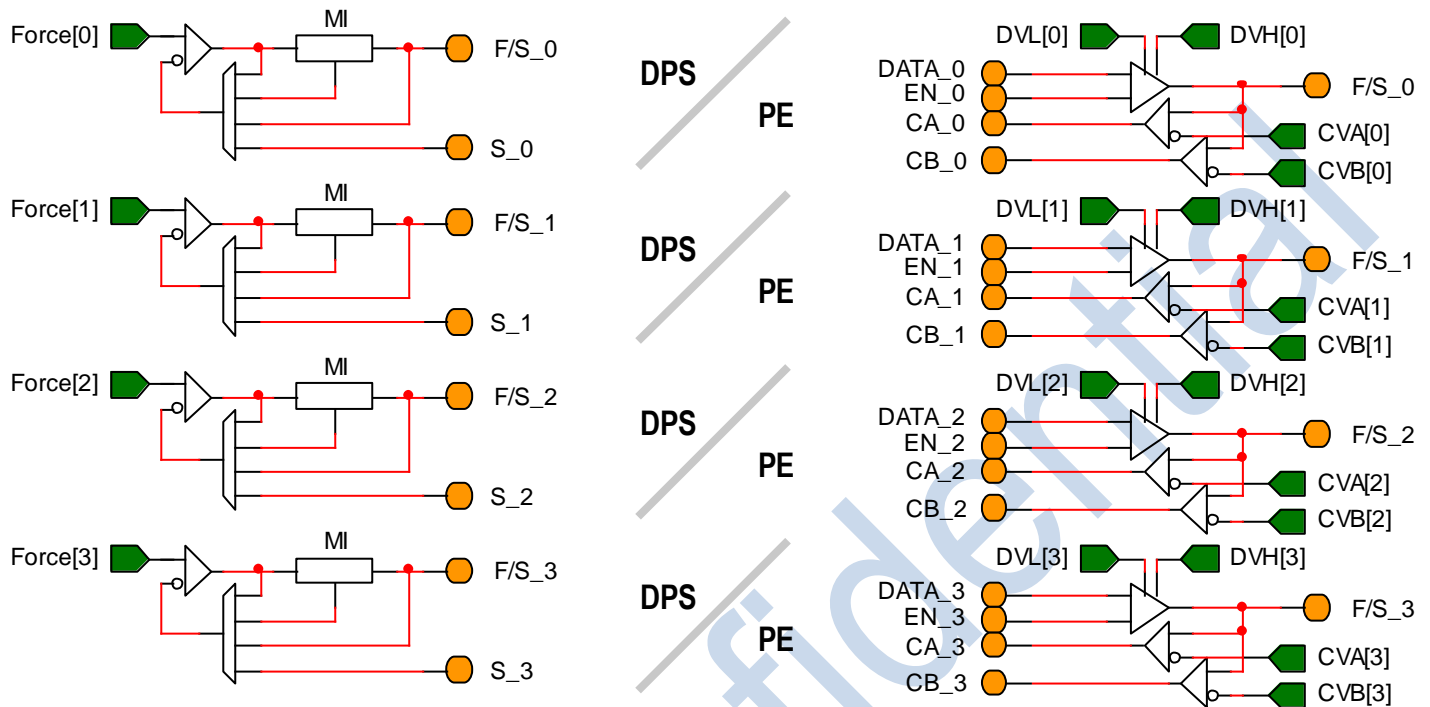 MI
Force[0]
F/S_0
S_0
DPS
PE
DVL[0]
DVH[0]
DATA_0
EN_0
CA_0
CB_0
F/S_0
CVA[0]
CVB[0]
MI
Force[1]
F/S_1
S_1
DPS
PE
DVL[1]
DVH[1]
DATA_1
EN_1
CA_1
CB_1
F/S_1
CVA[1]
CVB[1]
MI
Force[2]
F/S_2
S_2
DPS
PE
DVL[2]
DVH[2]
DATA_2
EN_2
CA_2
CB_2
F/S_2
CVA[2]
CVB[2]
MI
Force[3]
F/S_3
S_3
DPS
PE
DVL[3]
DVH[3]
DATA_3
EN_3
CA_3
CB_3
F/S_3
CVA[3]
CVB[3]
fidential